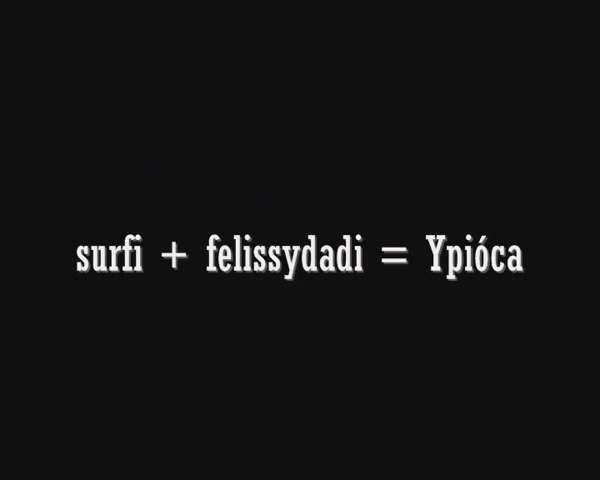 surfi + felissydadi = Ypióca